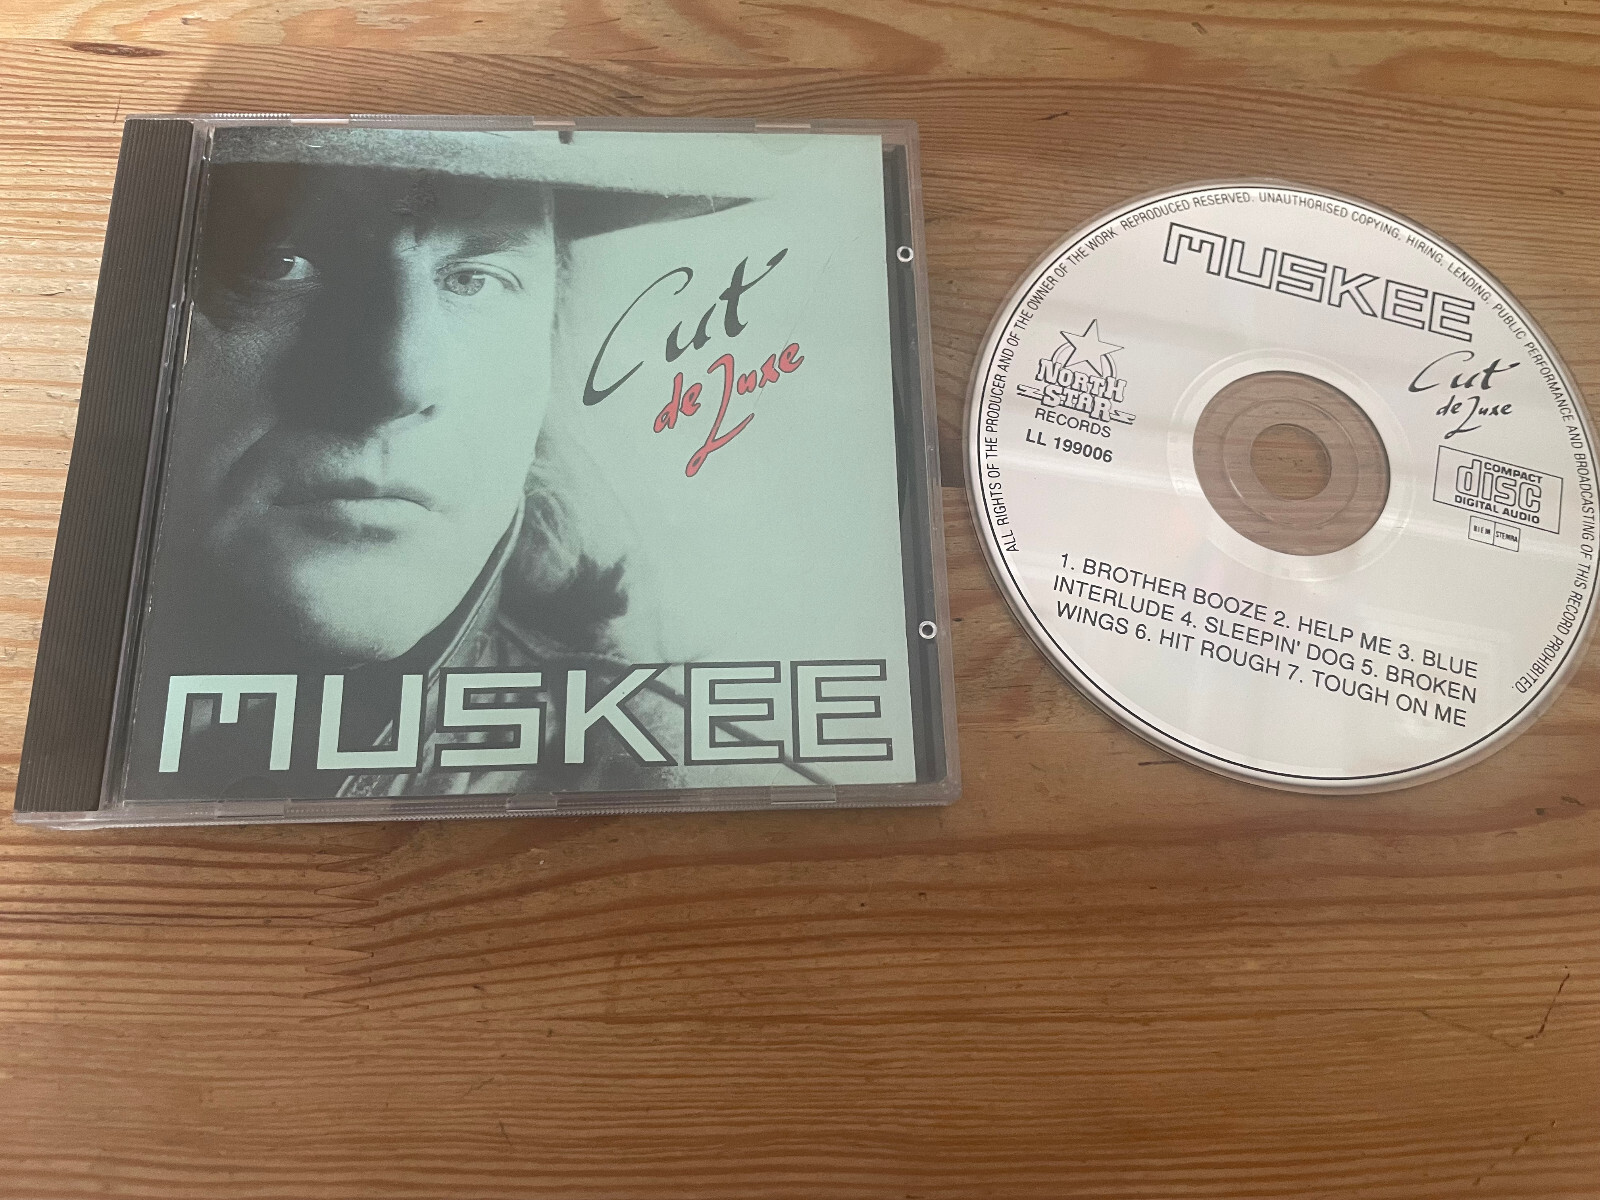 Cut
de Luxe
MUSKEE
ALL RIGHTS OF THE PRODUCER AND OF THE OWNER OF THE WORK REPRODUCED RESERVED. UNAUTHORISED COPYING, HIRING, LENDING, PUBLIC PERFORMANCE AND BROADCASTING OF THIS RECORD PROHIBITED.
MUSKEE
Cut
de Luxe
NORTH
STAR
RECORDS
LL 199006
COMPACT
disc
DIGITAL AUDIO
BIEM STEMRA
1. BROTHER BOOZE 2. HELP ME 3. BLUE
INTERLUDE 4. SLEEPIN' DOG 5. BROKEN
WINGS 6. HIT ROUGH 7. TOUGH ON ME